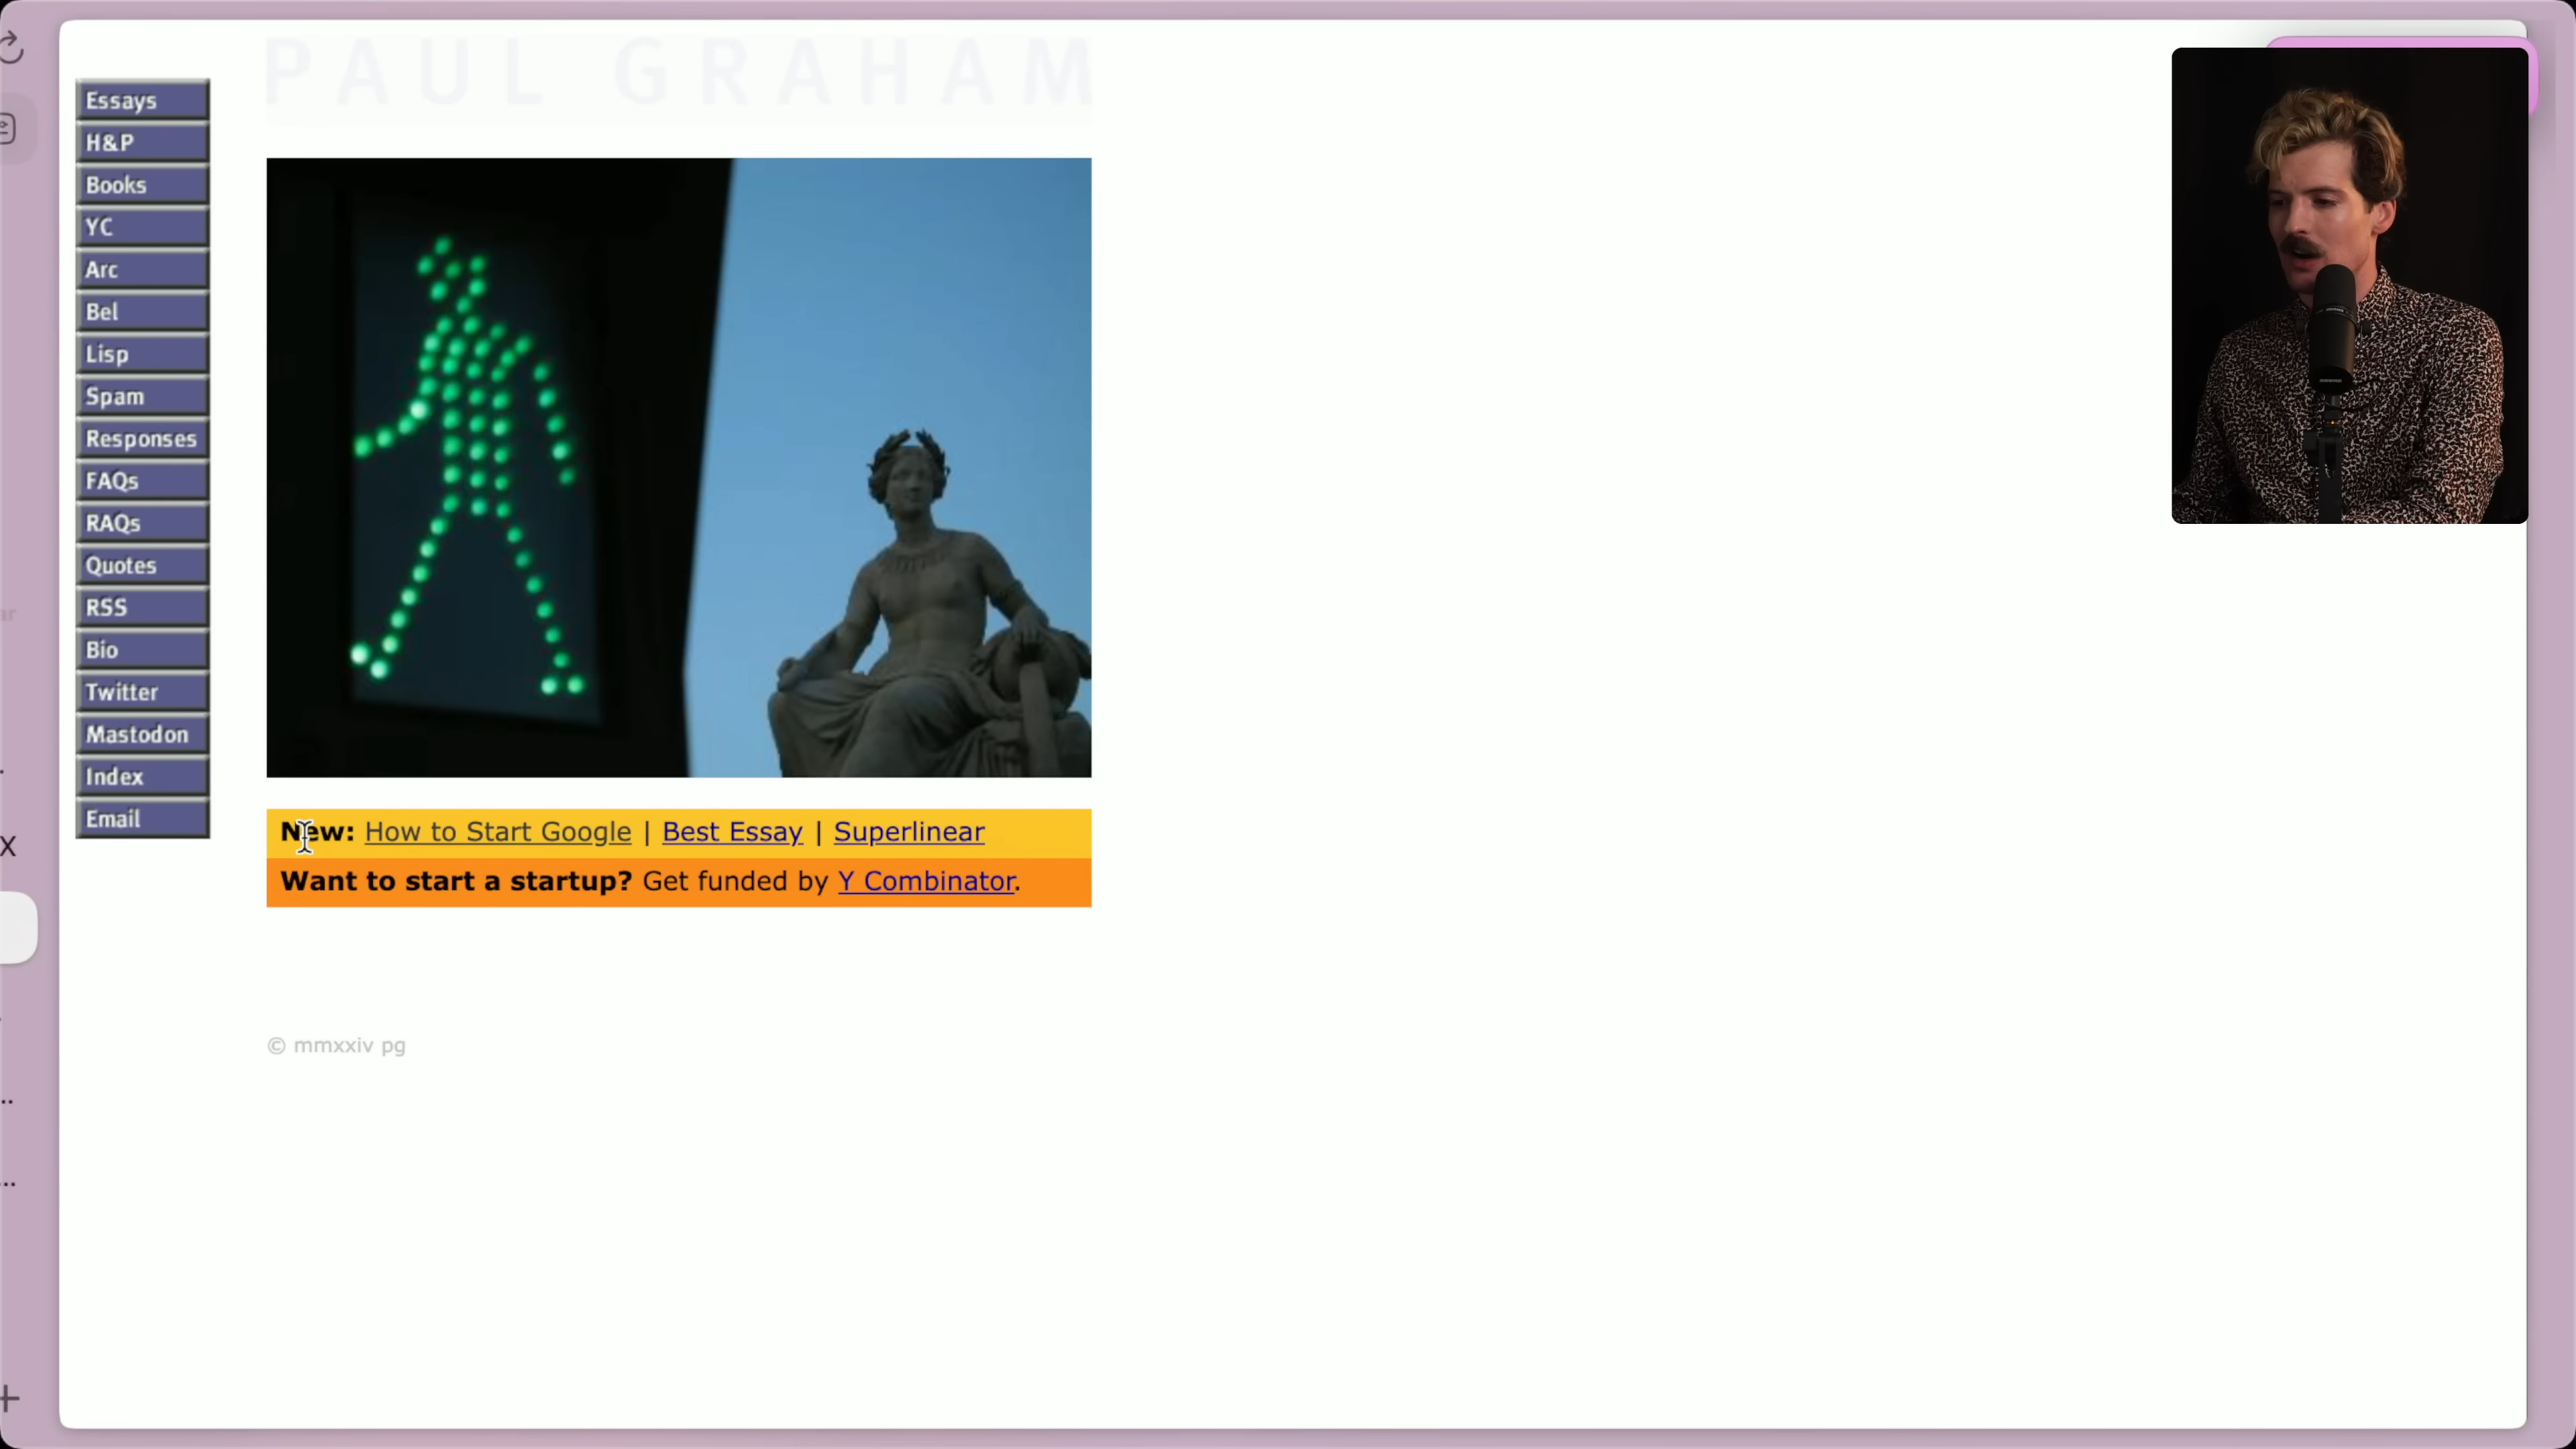 PAUL GRAHAM
Essays
H&P
Books
YC
Arc
Bel
Lisp
Spam
Responses
FAQs
RAQs
Quotes
RSS
Bio
Twitter
Mastodon
Index
Email
New: How to Start Google | Best Essay | Superlinear
Want to start a startup? Get funded by Y Combinator.
© mmxxiv pg